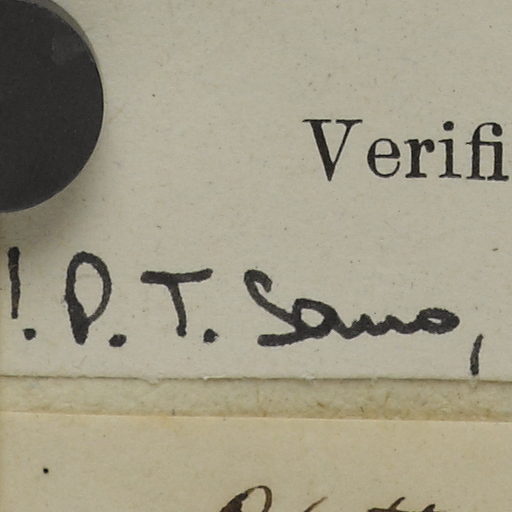 Verifi
!. P. T. Sano,